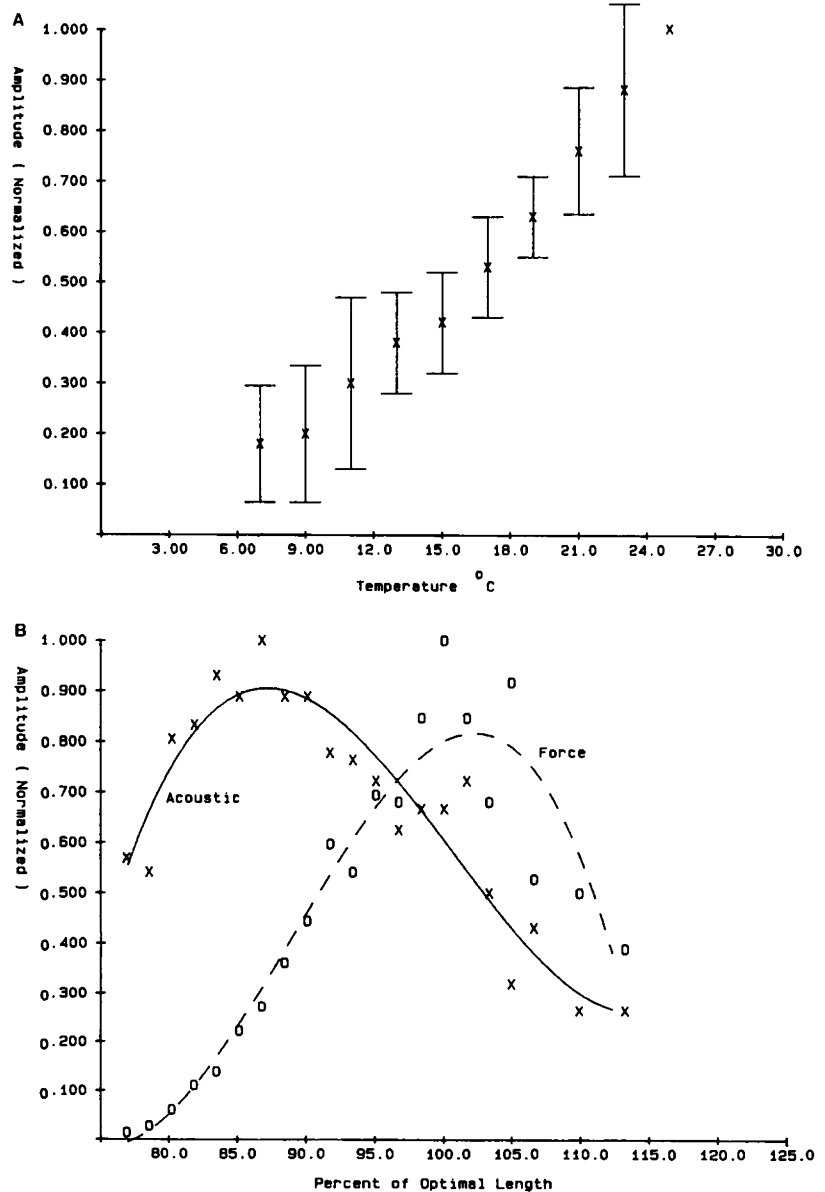 A
Amplitude ( Normalized )
1.000
0.900
0.800
0.700
0.600
0.500
0.400
0.300
0.200
0.100
3.00 6.00 9.00 12.0 15.0 18.0 21.0 24.0 27.0 30.0
Temperature °C
B
Amplitude ( Normalized )
1.000
0.900
0.800
0.700
0.600
0.500
0.400
0.300
0.200
0.100
Acoustic
Force
80.0 85.0 90.0 95.0 100.0 105.0 110.0 115.0 120.0 125.0
Percent of Optimal Length